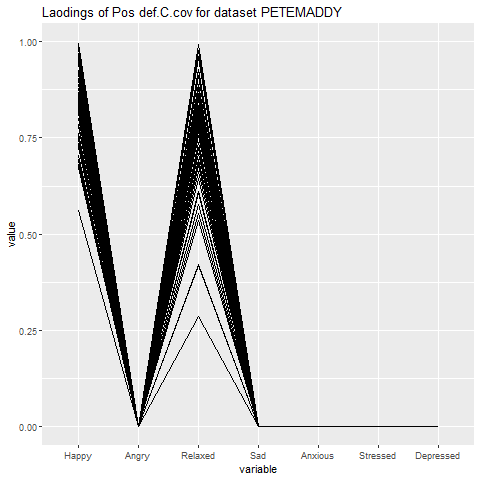 Laodings of Pos def.C.cov for dataset PETEMADDY
1.00
0.75
0.50
0.25
0.00
value
Happy Angry Relaxed Sad Anxious Stressed Depressed
variable